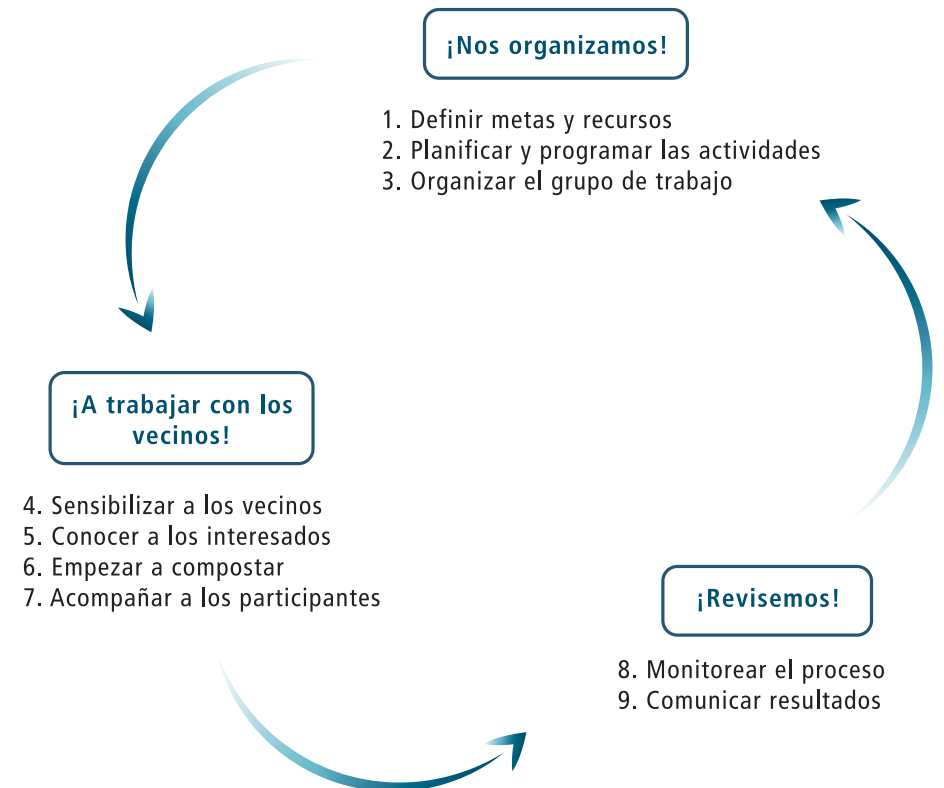 ¡Nos organizamos!
1. Definir metas y recursos
2. Planificar y programar las actividades
3. Organizar el grupo de trabajo
¡A trabajar con los
vecinos!
4. Sensibilizar a los vecinos
5. Conocer a los interesados
6. Empezar a compostar
7. Acompañar a los participantes
¡Revisemos!
8. Monitorear el proceso
9. Comunicar resultados